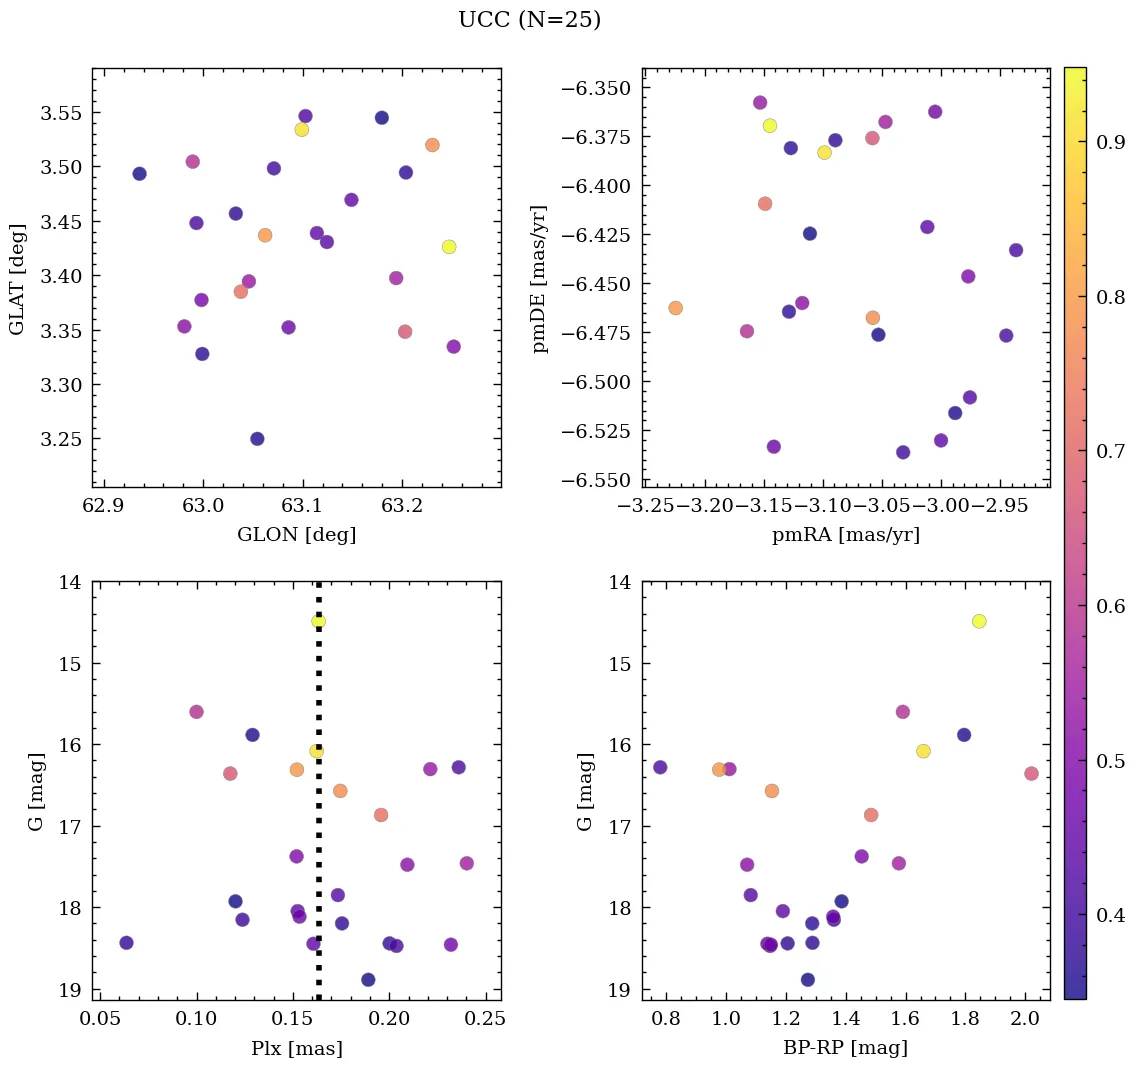 UCC (N=25)
3.55
3.50
3.45
3.40
3.35
3.30
3.25
GLAT [deg]
62.9 63.0 63.1 63.2
GLON [deg]
−6.350
−6.375
−6.400
−6.425
−6.450
−6.475
−6.500
−6.525
−6.550
pmDE [mas/yr]
−3.25 −3.20 −3.15 −3.10 −3.05 −3.00 −2.95
pmRA [mas/yr]
0.9
0.8
0.7
0.6
0.5
0.4
14
15
16
17
18
19
G [mag]
0.05 0.10 0.15 0.20 0.25
Plx [mas]
14
15
16
17
18
19
G [mag]
0.8 1.0 1.2 1.4 1.6 1.8 2.0
BP-RP [mag]